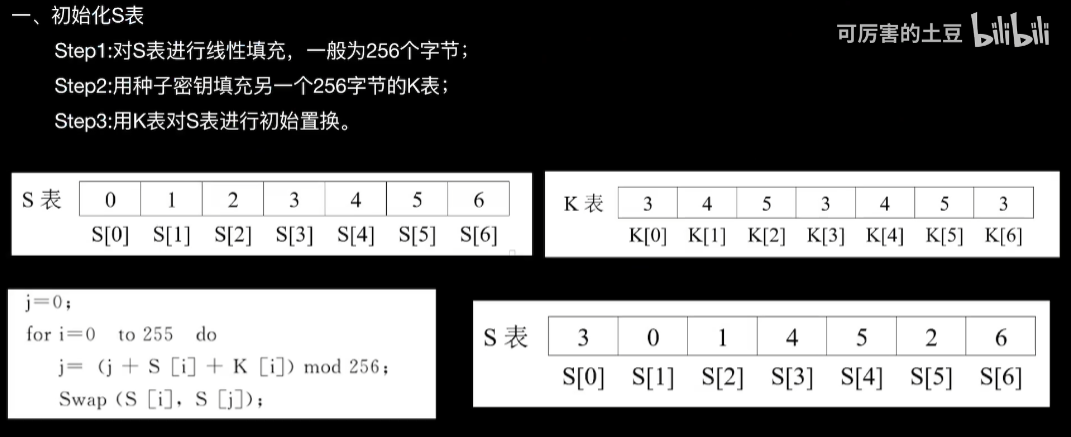 一、初始化S表
可厉害的土豆 bilibili
Step1:对S表进行线性填充，一般为256个字节；
Step2:用种子密钥填充另一个256字节的K表；
Step3:用K表对S表进行初始置换。
S 表 0 1 2 3 4 5 6
S[0] S[1] S[2] S[3] S[4] S[5] S[6]
K 表 3 4 5 3 4 5 3
K[0] K[1] K[2] K[3] K[4] K[5] K[6]
j=0;
for i=0 to 255 do
j= (j + S [i] + K [i]) mod 256;
Swap (S [i], S [j]);
S 表 3 0 1 4 5 2 6
S[0] S[1] S[2] S[3] S[4] S[5] S[6]